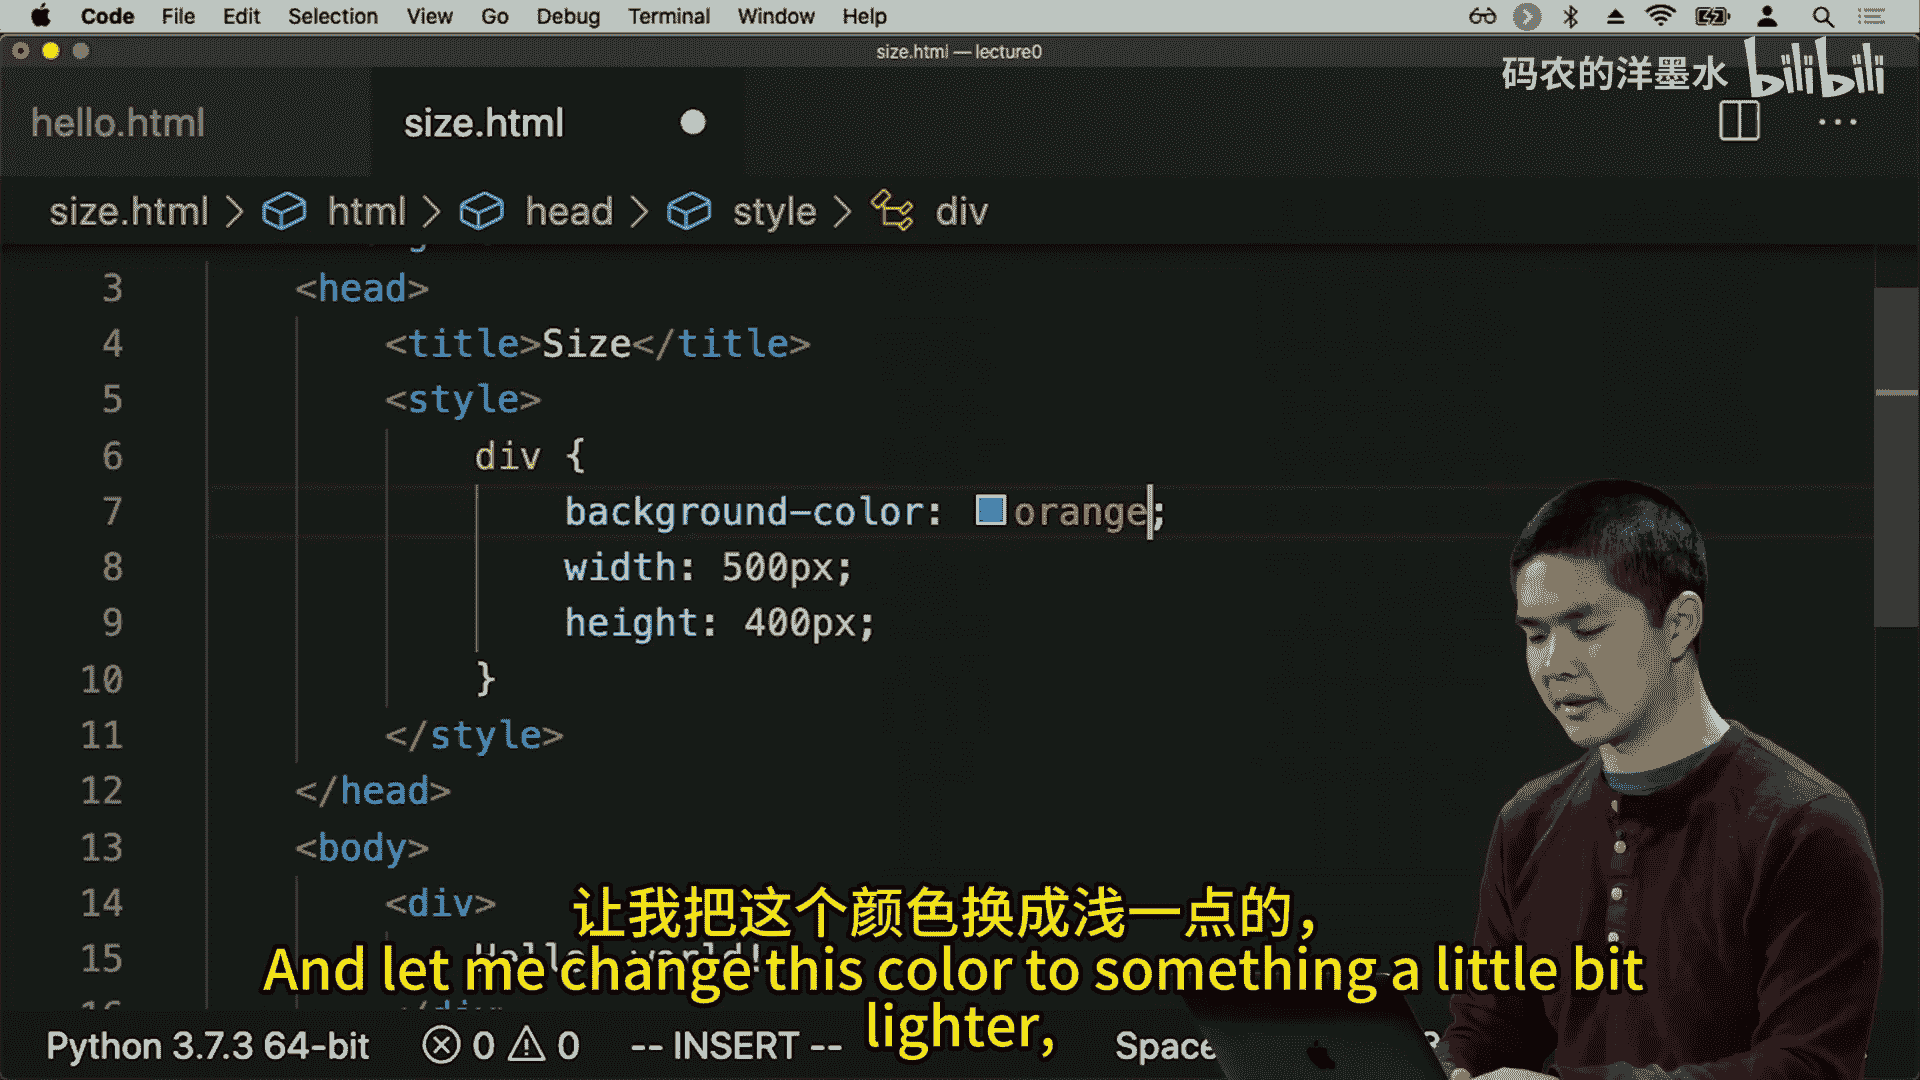 Code File Edit Selection View Go Debug Terminal Window Help
size.html — lecture0
码农的洋墨水 bilibili
hello.html size.html
size.html > html > head > style > div
3 <head>
4 <title>Size</title>
5 <style>
6 div {
7 background-color: orange;
8 width: 500px;
9 height: 400px;
10 }
11 </style>
12 </head>
13 <body>
14 <div>
15 Hello, world!
让我把这个颜色换成浅一点的，
And let me change this color to something a little bit
lighter,
Python 3.7.3 64-bit 0 0 -- INSERT --